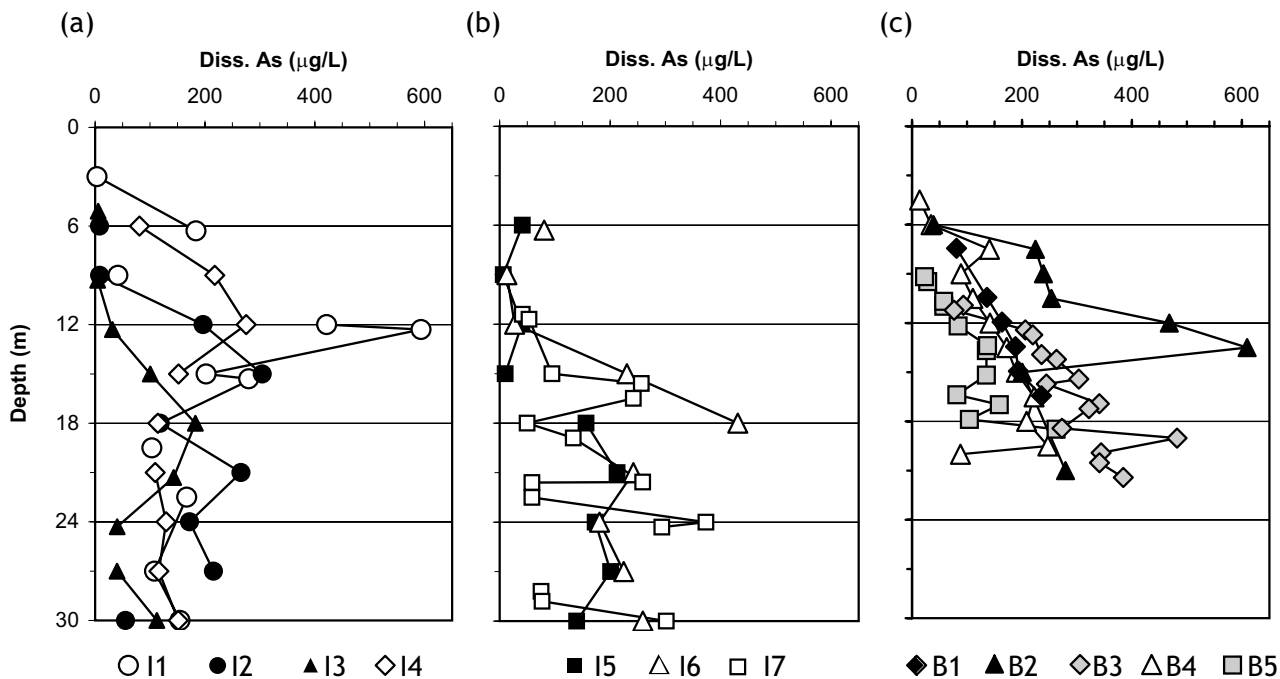 (a) (b) (c)
Diss. As (μg/L) Diss. As (μg/L) Diss. As (μg/L)
0 200 400 600 0 200 400 600 0 200 400 600
0
6
12
18
24
30
Depth (m)
I1 I2 I3 I4 I5 I6 I7 B1 B2 B3 B4 B5